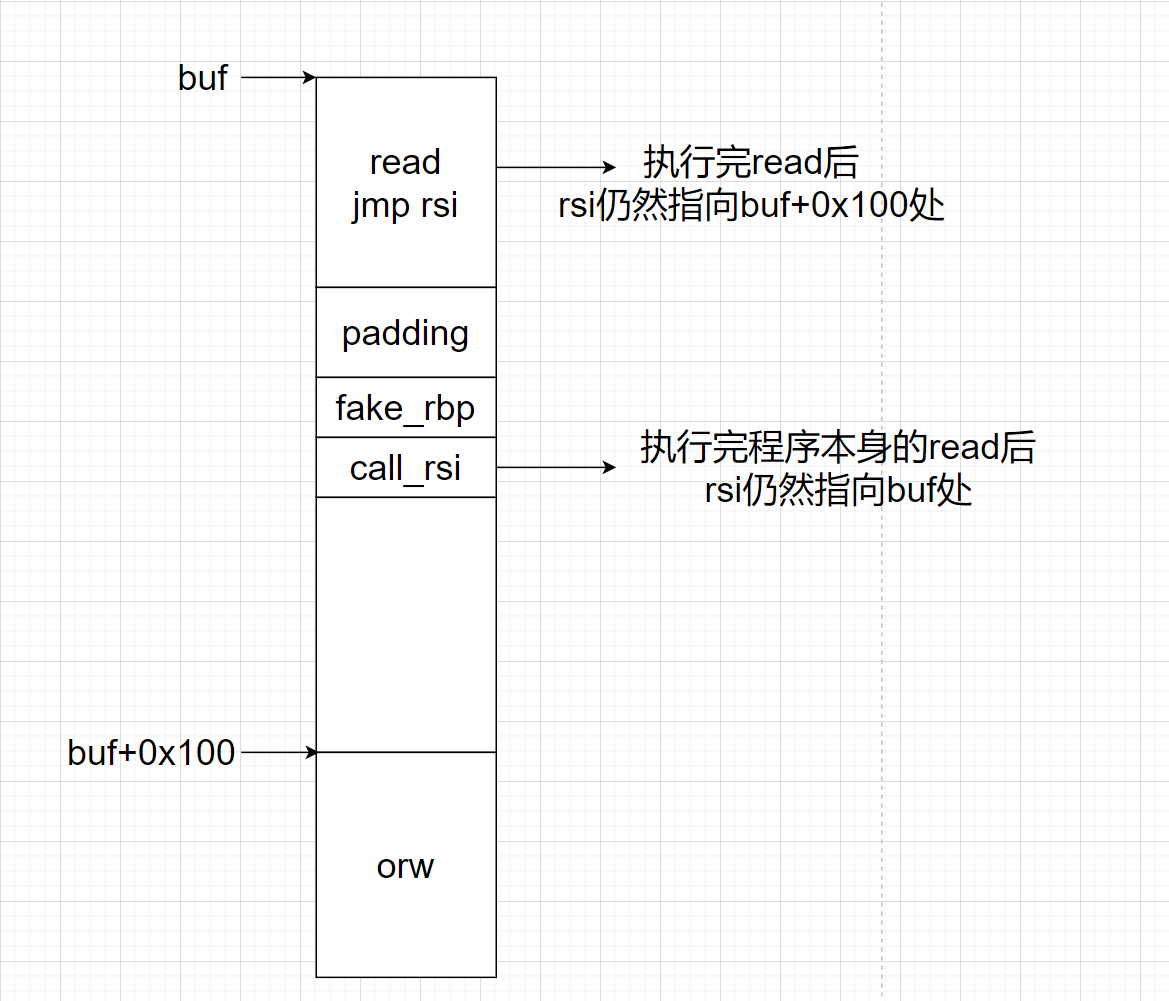 buf
read
jmp rsi
执行完read后
rsi仍然指向buf+0x100处
padding
fake_rbp
call_rsi
执行完程序本身的read后
rsi仍然指向buf处
buf+0x100
orw